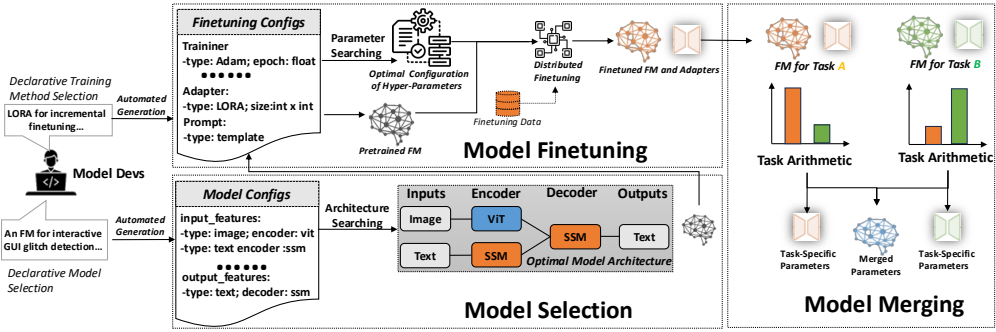 Declarative Training
Method Selection
LORA for incremental
finetuning...
Model Devs
An FM for interactive
GUI glitch detection...
Declarative Model
Selection
Automated
Generation
Automated
Generation
Finetuning Configs
Traininer
-type: Adam; epoch: float
Adapter:
-type: LORA; size:int x int
Prompt:
-type: template
Parameter
Searching
Optimal Configuration
of Hyper-Parameters
Pretrained FM
Distributed
Finetuning
Finetuning Data
Finetuned FM and Adapters
Model Finetuning
Model Configs
input_features:
-type: image; encoder: vit
-type: text encoder :ssm
output_features:
-type: text; decoder: ssm
Architecture
Searching
Inputs
Encoder
Decoder
Outputs
Image
ViT
Text
SSM
SSM
Text
Optimal Model Architecture
Model Selection
FM for Task A
FM for Task B
Task Arithmetic
Task Arithmetic
Task-Specific
Parameters
Merged
Parameters
Task-Specific
Parameters
Model Merging